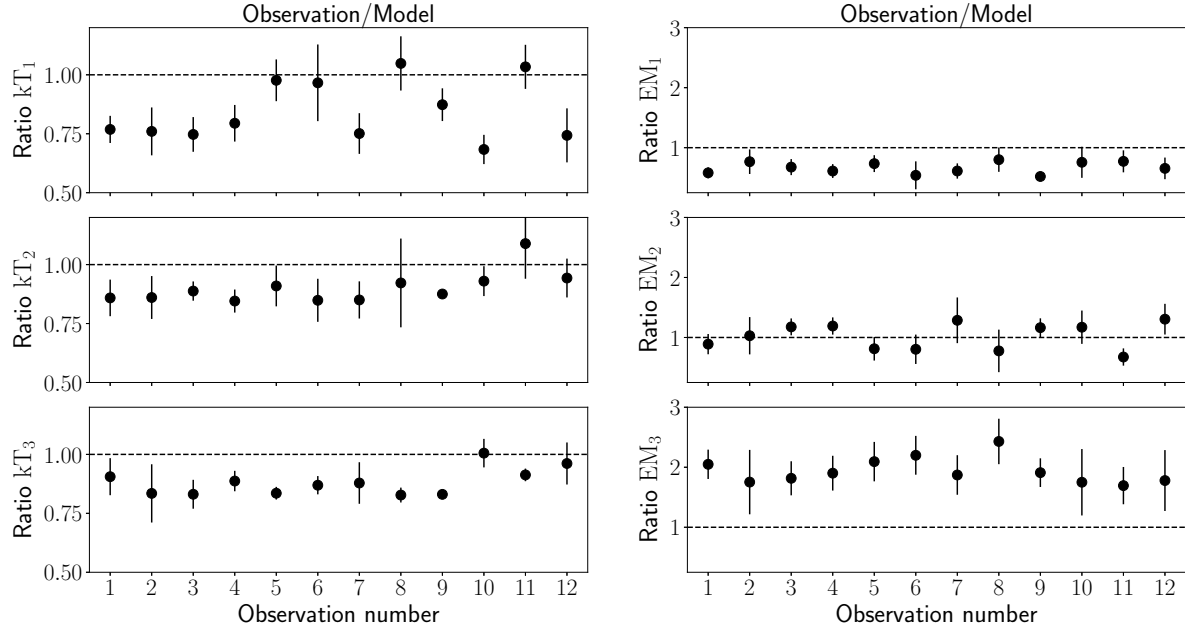 Observation/Model
Ratio kT1
1.00
0.75
0.50
Ratio kT2
1.00
0.75
0.50
Ratio kT3
1.00
0.75
0.50
1 2 3 4 5 6 7 8 9 10 11 12
Observation number
Observation/Model
Ratio EM1
3
2
1
Ratio EM2
3
2
1
Ratio EM3
3
2
1
1 2 3 4 5 6 7 8 9 10 11 12
Observation number